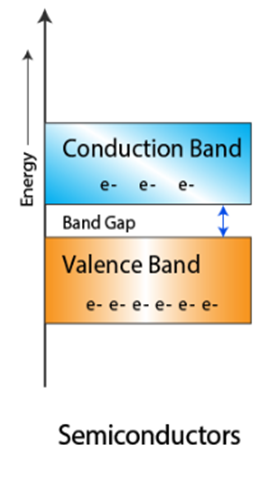 Energy
Conduction Band
e- e- e-
Band Gap
Valence Band
e- e- e- e- e- e-
Semiconductors